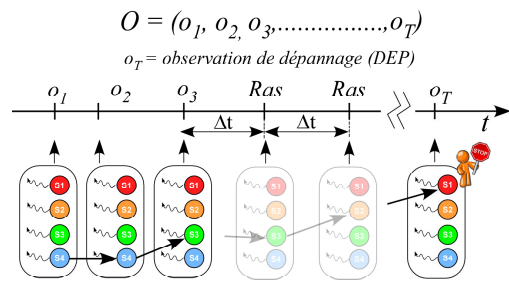 O = (o1, o2, o3,................,oT)
oT = observation de dépannage (DEP)
o1 o2 o3 Ras Ras oT
Δt Δt t
STOP
S1 S1 S1 S1 S1 S1
S2 S2 S2 S2 S2 S2
S3 S3 S3 S3 S3 S3
S4 S4 S4 S4 S4 S4